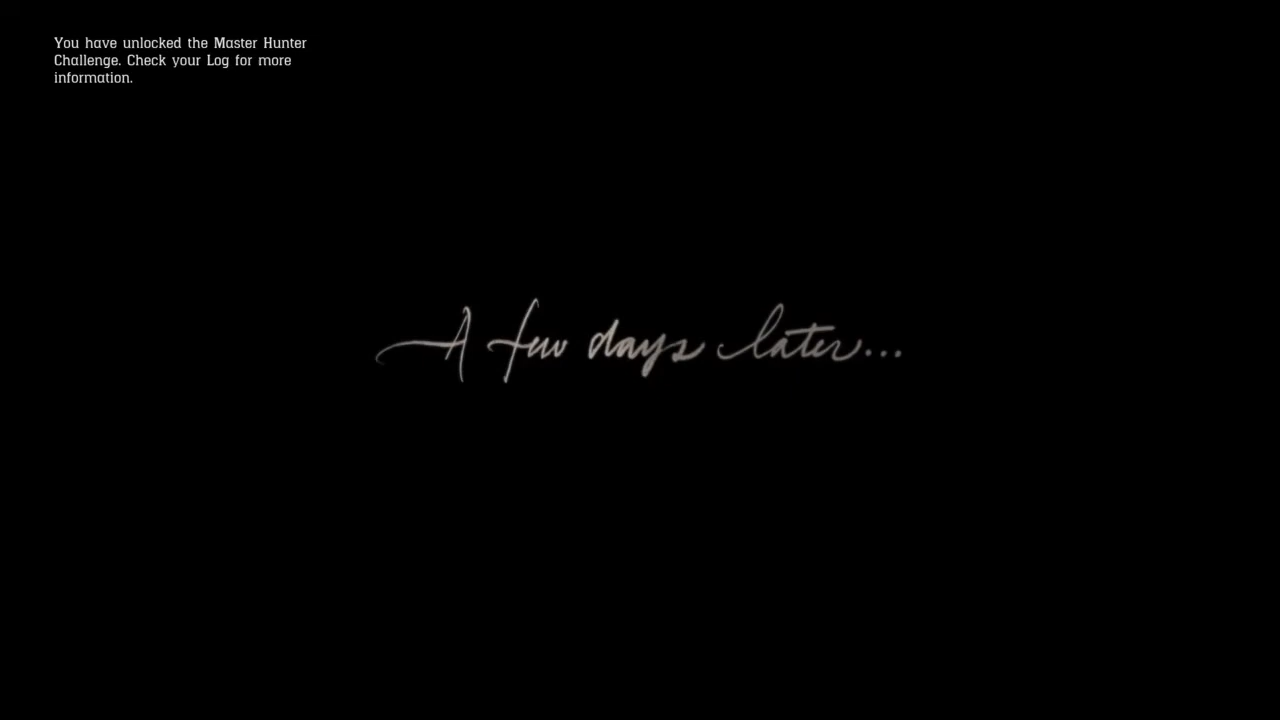 You have unlocked the Master Hunter
Challenge. Check your Log for more
information.
A few days later...